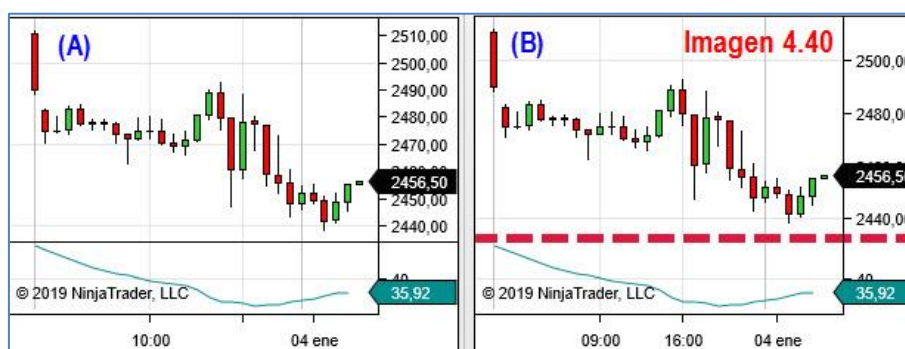 (A)
2510,00
2500,00
2490,00
2480,00
2470,00
2460,00
2456,50
2450,00
2440,00
40
35,92
© 2019 NinjaTrader, LLC
10:00
04 ene
(B)
Imagen 4.40
2500,00
2480,00
2456,50
2440,00
40
35,92
© 2019 NinjaTrader, LLC
09:00
16:00
04 ene